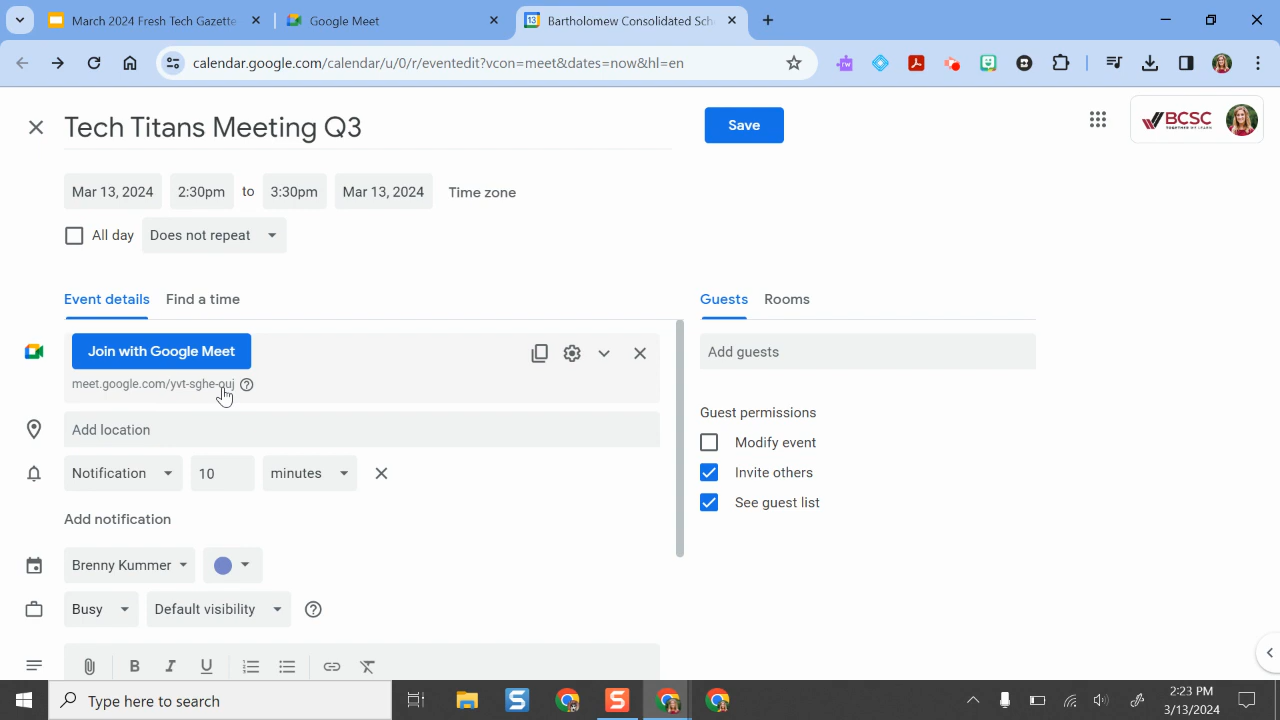 March 2024 Fresh Tech Gazette
Google Meet
13
Bartholomew Consolidated Sch
calendar.google.com/calendar/u/0/r/eventedit?vcon=meet&dates=now&hl=en
rw
Tech Titans Meeting Q3
Save
BCSC
TOGETHER WE LEARN
Mar 13, 2024 2:30pm to 3:30pm Mar 13, 2024 Time zone
All day Does not repeat
Event details Find a time
Guests Rooms
Join with Google Meet
meet.google.com/yvt-sghe-ouj
Add guests
Guest permissions
Add location
Modify event
Notification 10 minutes
Invite others
See guest list
Add notification
Brenny Kummer
Busy Default visibility
B I U
Type here to search
S
S
2:23 PM
3/13/2024